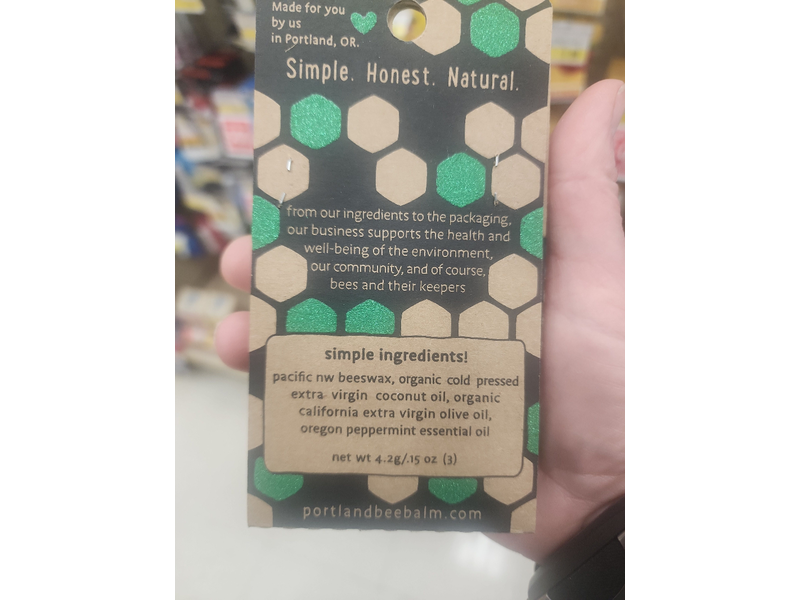 Made for you
by us
in Portland, OR.
Simple. Honest. Natural.
from our ingredients to the packaging,
our business supports the health and
well-being of the environment,
our community, and of course,
bees and their keepers
simple ingredients!
pacific nw beeswax, organic cold pressed
extra virgin coconut oil, organic
california extra virgin olive oil,
oregon peppermint essential oil
net wt 4.2g/.15 oz (3)
portlandbeebalm.com